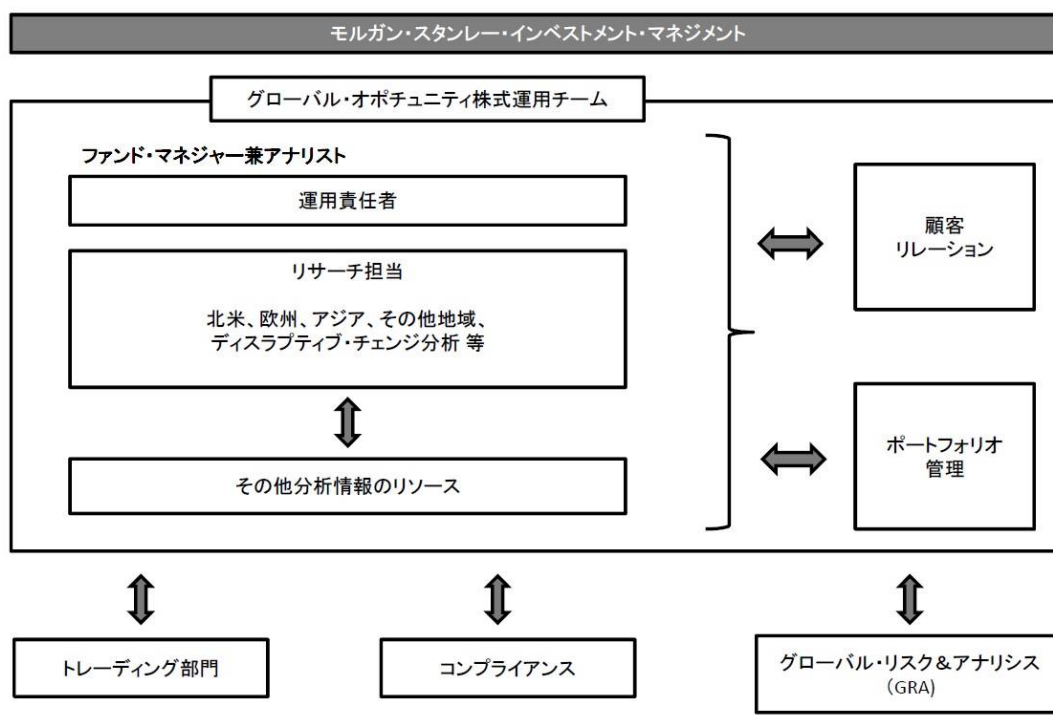 モルガン・スタンレー・インベストメント・マネジメント
グローバル・オポチュニティ株式運用チーム
ファンド・マネジャー兼アナリスト
運用責任者
リサーチ担当
北米、欧州、アジア、その他地域、
ディスラプティブ・チェンジ分析 等
その他分析情報のリソース
顧客
リレーション
ポートフォリオ
管理
トレーディング部門
コンプライアンス
グローバル・リスク&アナリシス
(GRA)